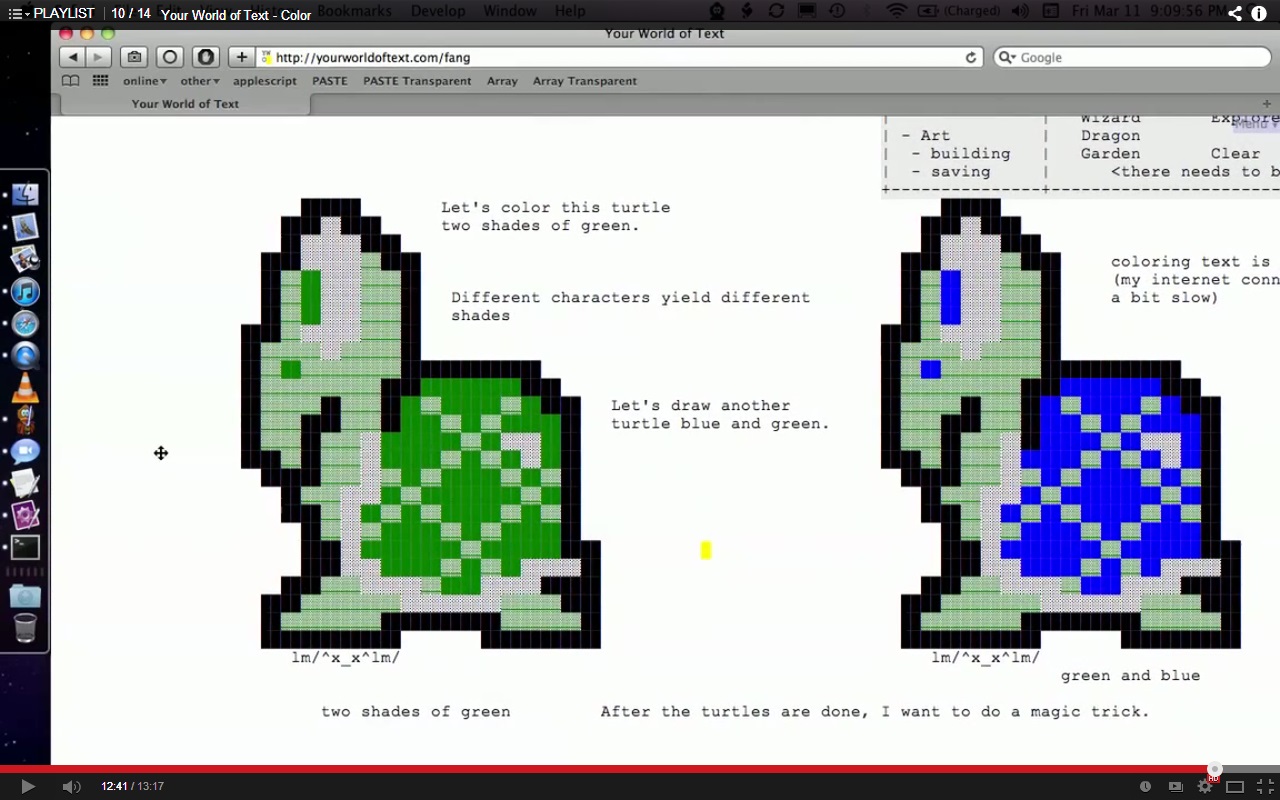 PLAYLIST 10 / 14 Your World of Text - Color
Bookmarks Develop Window Help (Charged) Fri Mar 11 9:09:56 PM
Your World of Text
http://yourworldoftext.com/fang
Google
online other applescript PASTE PASTE Transparent Array Array Transparent
Your World of Text
Wizard Explore
Menu
- Art Dragon
- building Garden Clear
- saving <there needs to b
Let's color this turtle
two shades of green.
coloring text is
(my internet conn
a bit slow)
Different characters yield different
shades
Let's draw another
turtle blue and green.
lm/^x_x^lm/ lm/^x_x^lm/
green and blue
two shades of green After the turtles are done, I want to do a magic trick.
12:41 / 13:17
HD